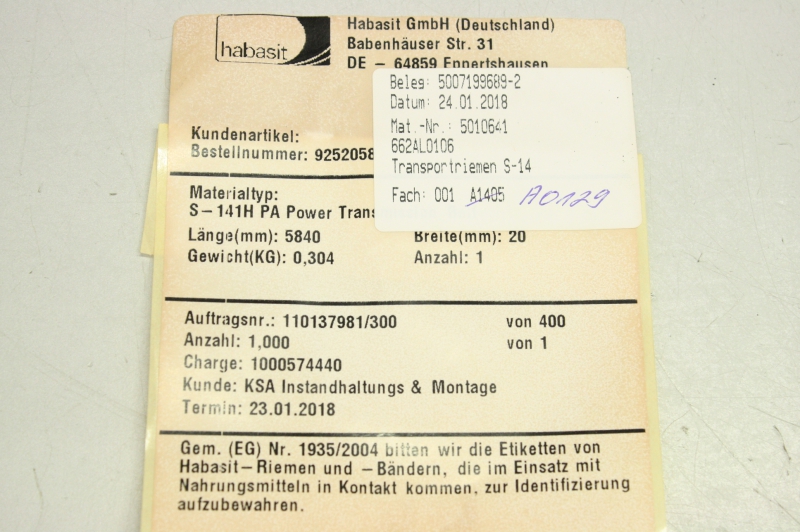 habasit
Habasit GmbH (Deutschland)
Babenhäuser Str. 31
DE – 64859 Eppertshausen
Beleg: 5007199689-2
Datum: 24.01.2018
Mat.-Nr.: 5010641
662AL0106
Transportriemen S-14
Fach: 001 A1405 A0129
Kundenartikel:
Bestellnummer: 9252058
Materialtyp:
S–141H PA Power Trans
Länge(mm): 5840 Breite(mm): 20
Gewicht(KG): 0,304 Anzahl: 1
Auftragsnr.: 110137981/300 von 400
Anzahl: 1,000 von 1
Charge: 1000574440
Kunde: KSA Instandhaltungs & Montage
Termin: 23.01.2018
Gem. (EG) Nr. 1935/2004 bitten wir die Etiketten von
Habasit–Riemen und –Bändern, die im Einsatz mit
Nahrungsmitteln in Kontakt kommen, zur Identifizierung
aufzubewahren.